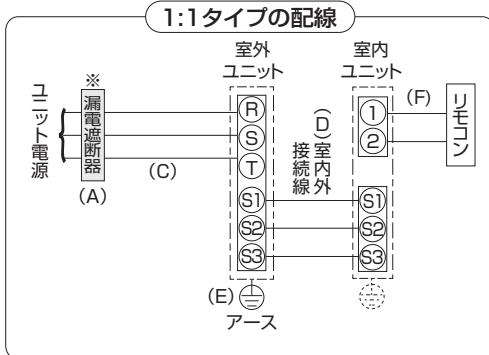 1:1タイプの配線
室外
ユニット
室内
ユニット
ユニット電源
※
漏電遮断器
(A)
(C)
R
S
T
S1
S2
S3
(D)室内外
接続線
1
2
S1
S2
S3
(F)
リモコン
(E)
アース